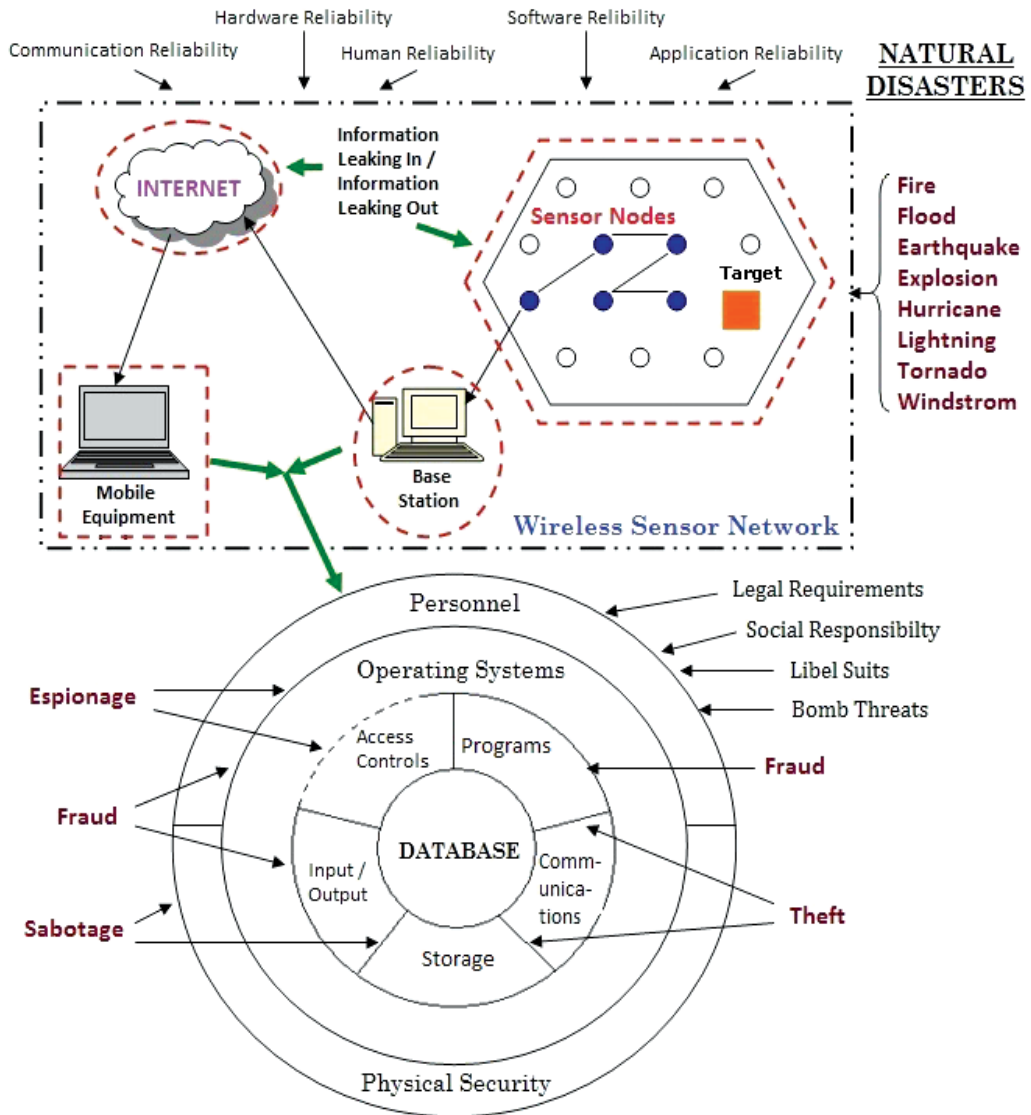 Hardware Reliability
Software Reliability
Communication Reliability
Human Reliability
Application Reliability
NATURAL
DISASTERS
Information
Leaking In /
Information
Leaking Out
INTERNET
Sensor Nodes
Target
Fire
Flood
Earthquake
Explosion
Hurricane
Lightning
Tornado
Windstrom
Mobile
Equipment
Base
Station
Wireless Sensor Network
Personnel
Legal Requirements
Social Responsibilty
Libel Suits
Bomb Threats
Operating Systems
Espionage
Access
Controls
Programs
Fraud
Fraud
DATABASE
Input /
Output
Comm-
unica-
tions
Sabotage
Theft
Storage
Physical Security